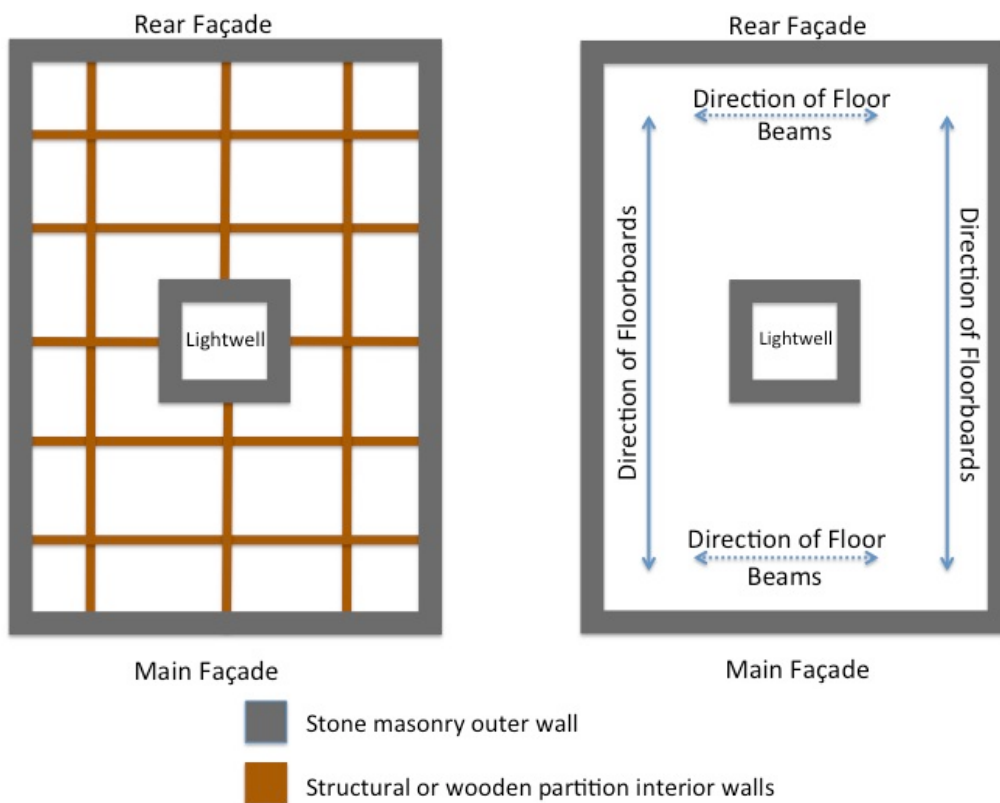 Rear Façade
Lightwell
Main Façade
Rear Façade
Direction of Floor
Beams
Direction of Floorboards
Direction of Floorboards
Lightwell
Direction of Floor
Beams
Main Façade
Stone masonry outer wall
Structural or wooden partition interior walls